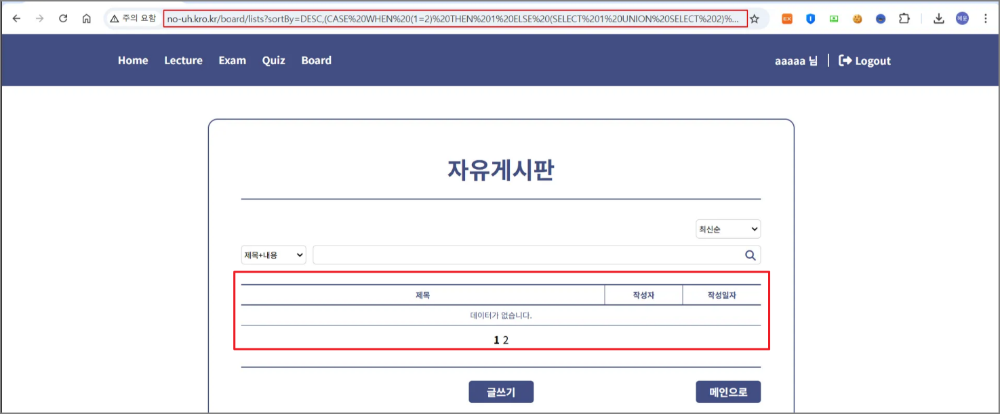 주의 요함
no-uh.kro.kr/board/lists?sortBy=DESC,(CASE%20WHEN%20(1=2)%20THEN%201%20ELSE%20(SELECT%201%20UNION%20SELECT%202)%...
EX
혜윤
Home Lecture Exam Quiz Board
aaaaa 님 | Logout
자유게시판
최신순
제목+내용
제목 작성자 작성일자
데이터가 없습니다.
1 2
글쓰기 메인으로